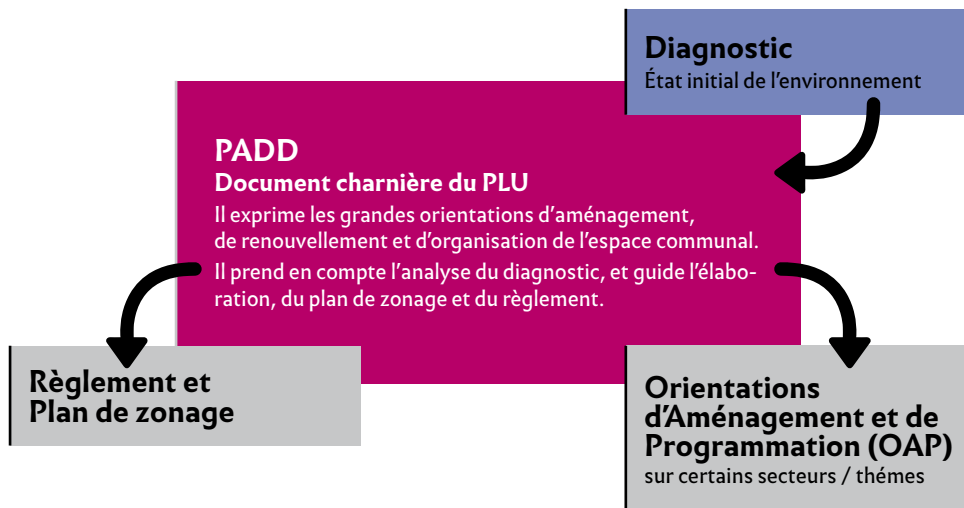 Diagnostic
État initial de l'environnement
PADD
Document charnière du PLU
Il exprime les grandes orientations d'aménagement,
de renouvellement et d'organisation de l'espace communal.
Il prend en compte l'analyse du diagnostic, et guide l'élabo-
ration, du plan de zonage et du règlement.
Règlement et
Plan de zonage
Orientations
d'Aménagement et de
Programmation (OAP)
sur certains secteurs / thémes